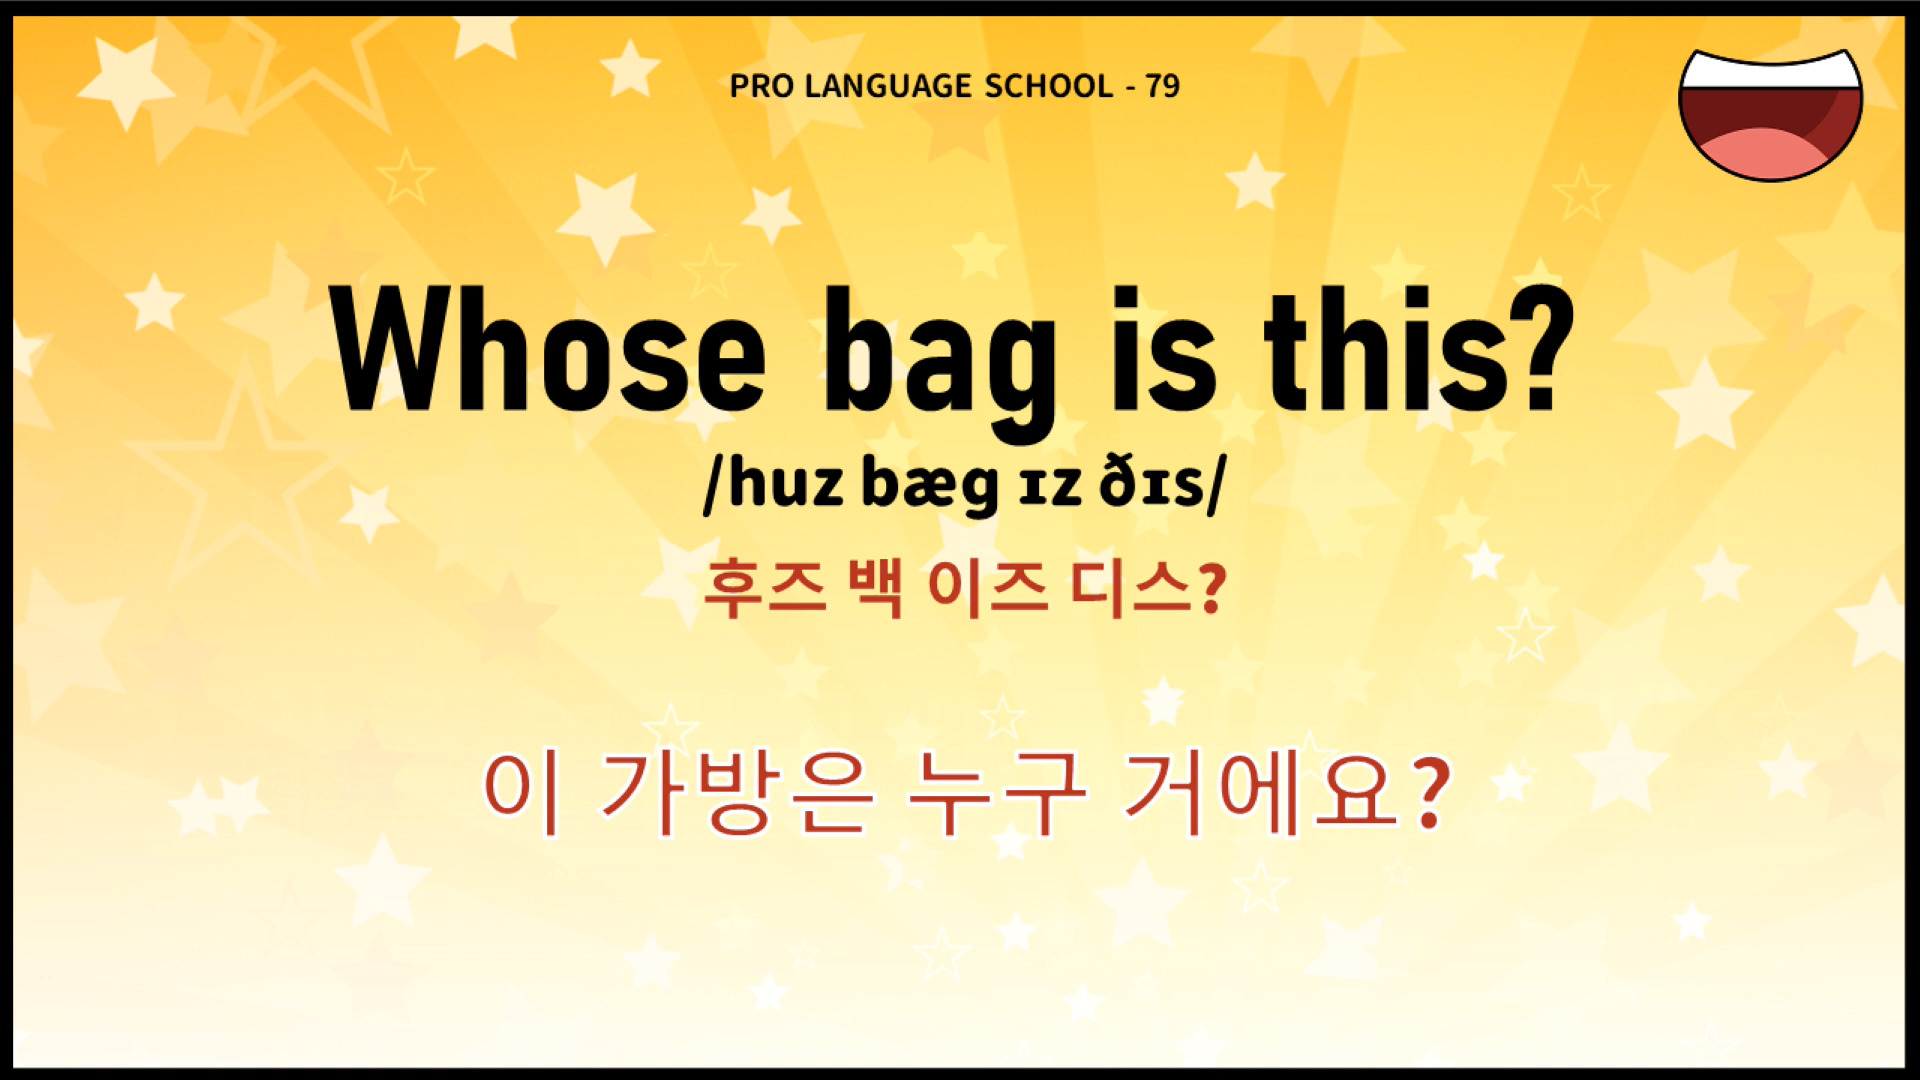 PRO LANGUAGE SCHOOL - 79
Whose bag is this?
/huz bæg ɪz ðɪs/
후즈 백 이즈 디스?
이 가방은 누구 거에요?